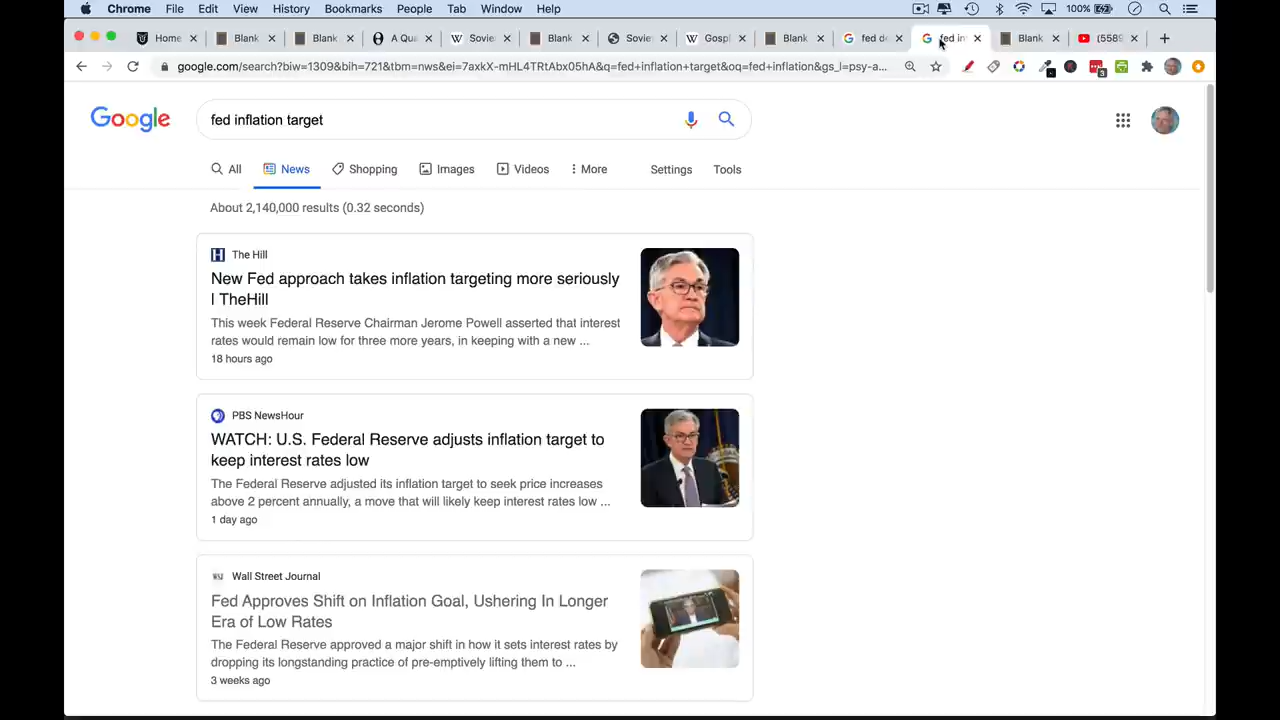 Chrome File Edit View History Bookmarks People Tab Window Help 100%
Home Blank Blank A Qua Sovie Blank Sovie Gospl Blank fed de fed in Blank (5589
google.com/search?biw=1309&bih=721&tbm=nws&ei=7axkX-mHL4TRtAbx05hA&q=fed+inflation+target&oq=fed+inflation&gs_l=psy-a...
3
Google
fed inflation target
All News Shopping Images Videos More Settings Tools
About 2,140,000 results (0.32 seconds)
H The Hill
New Fed approach takes inflation targeting more seriously
| TheHill
This week Federal Reserve Chairman Jerome Powell asserted that interest
rates would remain low for three more years, in keeping with a new ...
18 hours ago
PBS NewsHour
WATCH: U.S. Federal Reserve adjusts inflation target to
keep interest rates low
The Federal Reserve adjusted its inflation target to seek price increases
above 2 percent annually, a move that will likely keep interest rates low ...
1 day ago
WSJ Wall Street Journal
Fed Approves Shift on Inflation Goal, Ushering In Longer
Era of Low Rates
The Federal Reserve approved a major shift in how it sets interest rates by
dropping its longstanding practice of pre-emptively lifting them to ...
3 weeks ago